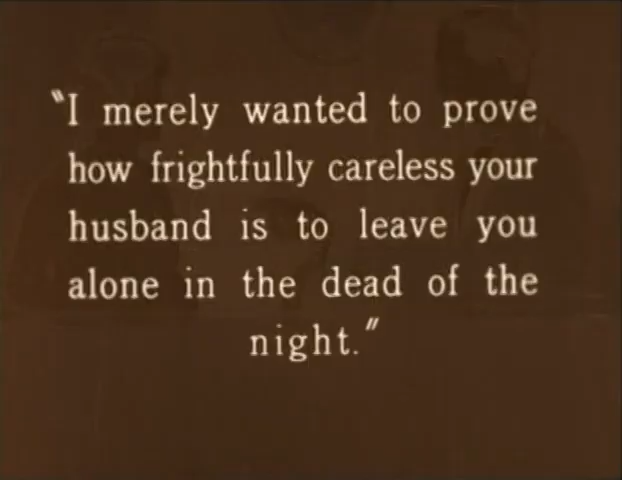 "I merely wanted to prove
how frightfully careless your
husband is to leave you
alone in the dead of the
night."